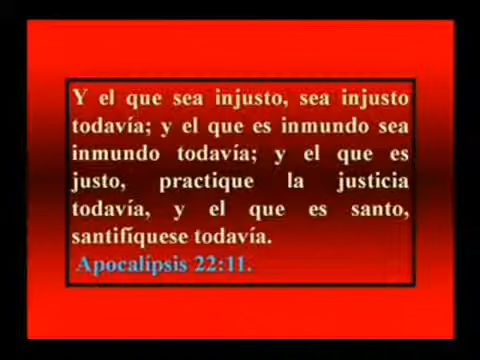 Y el que sea injusto, sea injusto
todavía; y el que es inmundo sea
inmundo todavía; y el que es
justo, practique la justicia
todavía, y el que es santo,
santifíquese todavía.
Apocalípsis 22:11.